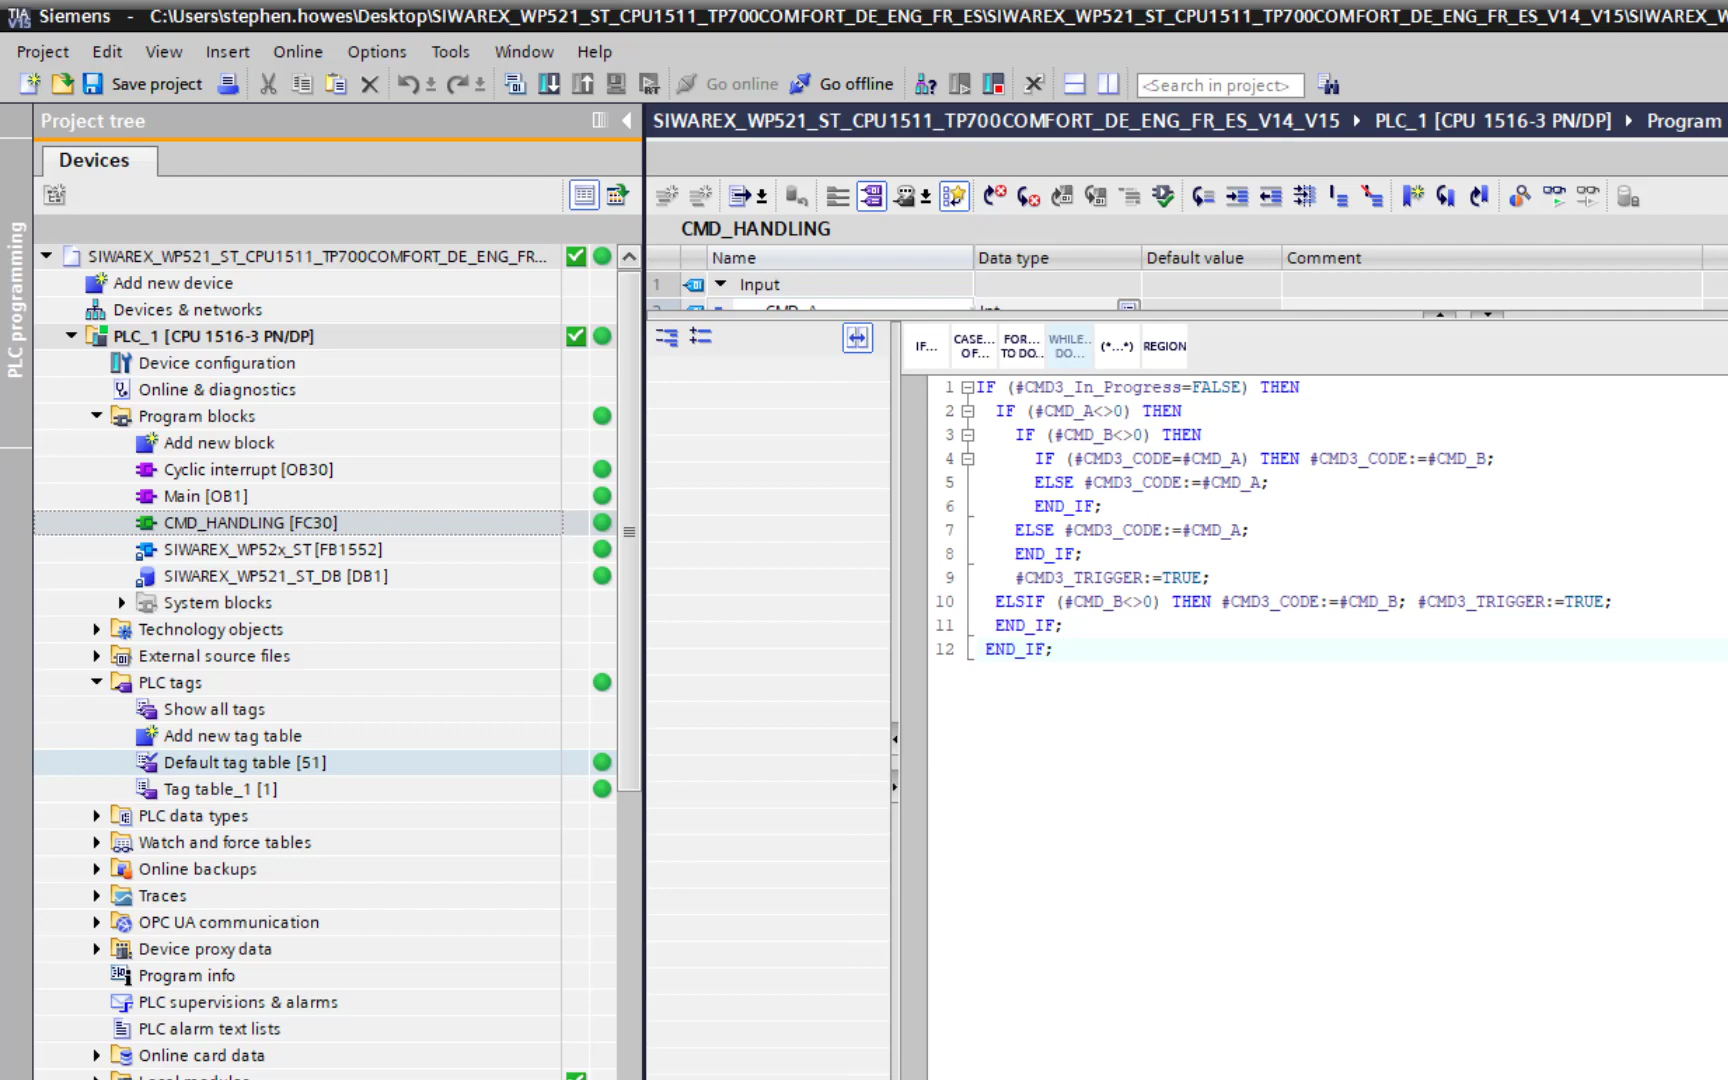 Siemens - C:\Users\stephen.howes\Desktop\SIWAREX_WP521_ST_CPU1511_TP700COMFORT_DE_ENG_FR_ES\SIWAREX_WP521_ST_CPU1511_TP700COMFORT_DE_ENG_FR_ES_V14_V15\SIWAREX_W
Project Edit View Insert Online Options Tools Window Help
Save project Go online Go offline <Search in project>
Project tree
SIWAREX_WP521_ST_CPU1511_TP700COMFORT_DE_ENG_FR_ES_V14_V15 PLC_1 [CPU 1516-3 PN/DP] Program
Devices
PLC programming
SIWAREX_WP521_ST_CPU1511_TP700COMFORT_DE_ENG_FR...
Add new device
Devices & networks
PLC_1 [CPU 1516-3 PN/DP]
Device configuration
Online & diagnostics
Program blocks
Add new block
Cyclic interrupt [OB30]
Main [OB1]
CMD_HANDLING [FC30]
SIWAREX_WP52x_ST [FB1552]
SIWAREX_WP521_ST_DB [DB1]
System blocks
Technology objects
External source files
PLC tags
Show all tags
Add new tag table
Default tag table [51]
Tag table_1 [1]
PLC data types
Watch and force tables
Online backups
Traces
OPC UA communication
Device proxy data
Program info
PLC supervisions & alarms
PLC alarm text lists
Online card data
CMD_HANDLING
Name Data type Default value Comment
1 Input
IF... CASE... OF... FOR... TO DO... WHILE.. DO... (*...*) REGION
1 IF (#CMD3_In_Progress=FALSE) THEN
2 IF (#CMD_A<>0) THEN
3 IF (#CMD_B<>0) THEN
4 IF (#CMD3_CODE=#CMD_A) THEN #CMD3_CODE:=#CMD_B;
5 ELSE #CMD3_CODE:=#CMD_A;
6 END_IF;
7 ELSE #CMD3_CODE:=#CMD_A;
8 END_IF;
9 #CMD3_TRIGGER:=TRUE;
10 ELSIF (#CMD_B<>0) THEN #CMD3_CODE:=#CMD_B; #CMD3_TRIGGER:=TRUE;
11 END_IF;
12 END_IF;